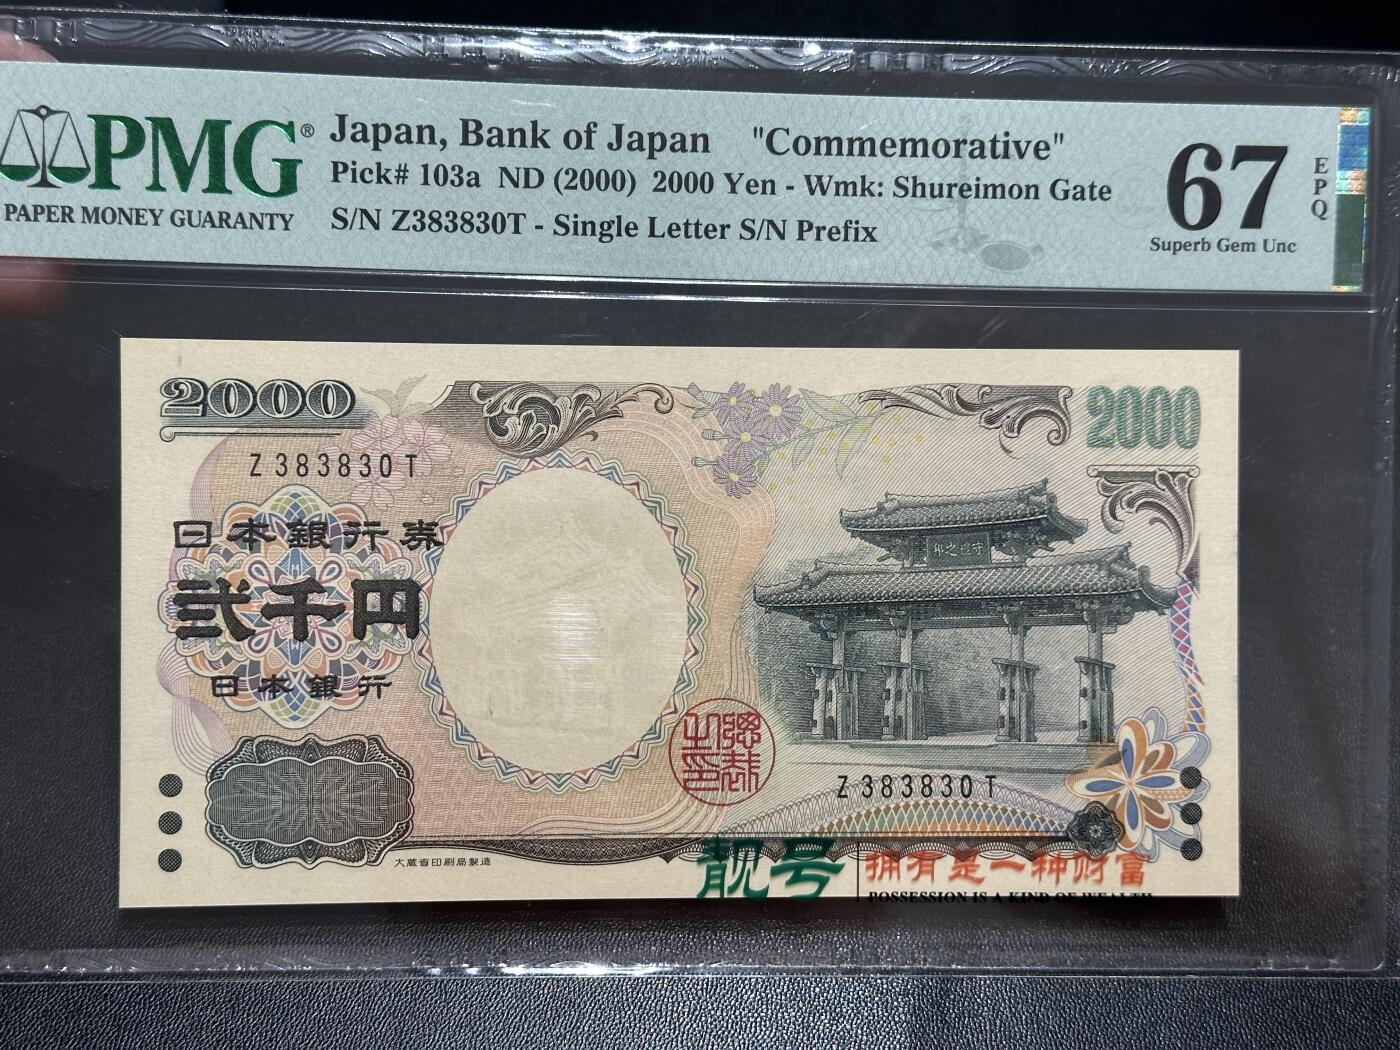 PMG®
PAPER MONEY GUARANTY
Japan, Bank of Japan "Commemorative"
Pick# 103a ND (2000) 2000 Yen - Wmk: Shureimon Gate
S/N Z383830T - Single Letter S/N Prefix
67
EPQ
Superb Gem Unc
2000
2000
Z 383830 T
日本銀行券
弐千円
日本銀行
守禮之邦
Z 383830 T
大蔵省印刷局製造
靓号
拥有是一种财富
POSSESSION IS A KIND OF WEALTH